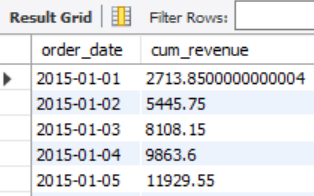 Result Grid Filter Rows:
order_date cum_revenue
2015-01-01 2713.8500000000004
2015-01-02 5445.75
2015-01-03 8108.15
2015-01-04 9863.6
2015-01-05 11929.55